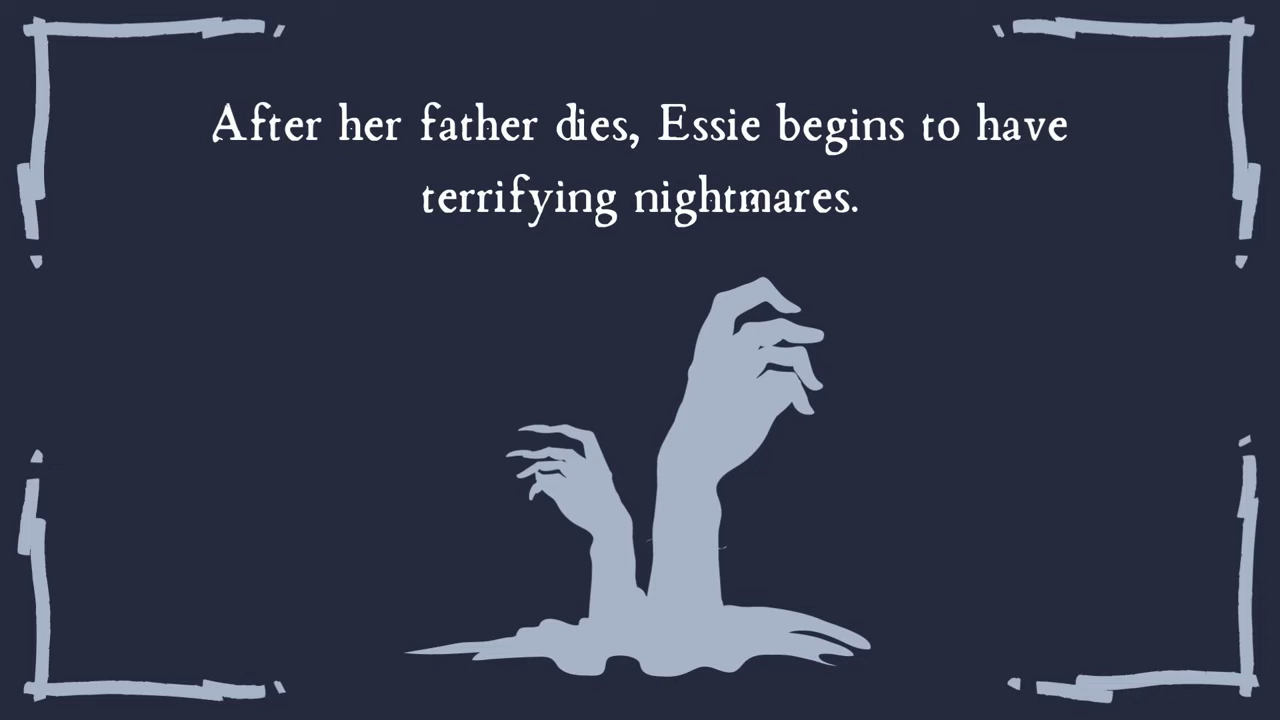 After her father dies, Essie begins to have
terrifying nightmares.